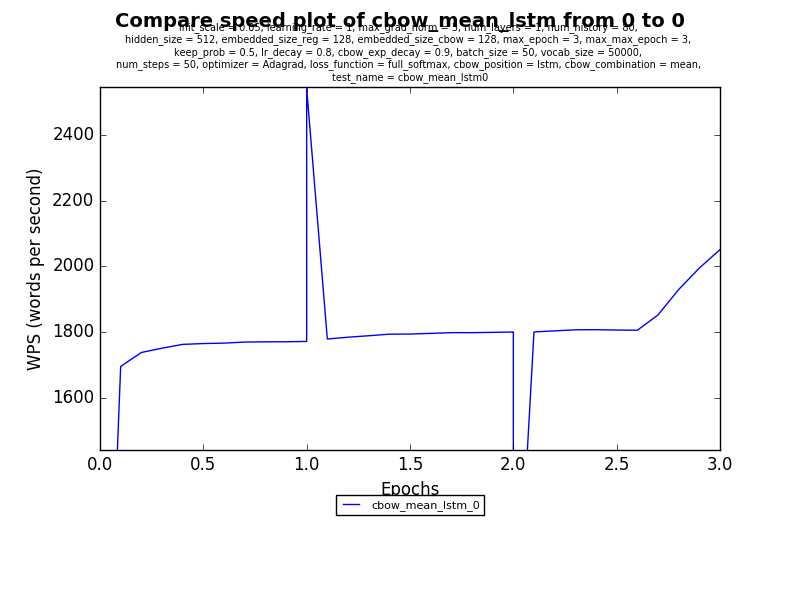 Compare speed plot of cbow_mean_lstm from 0 to 0
init_scale = 0.05, learning_rate = 1, max_grad_norm = 5, num_layers = 1, num_history = 80,
hidden_size = 512, embedded_size_reg = 128, embedded_size_cbow = 128, max_epoch = 3, max_max_epoch = 3,
keep_prob = 0.5, lr_decay = 0.8, cbow_exp_decay = 0.9, batch_size = 50, vocab_size = 50000,
num_steps = 50, optimizer = Adagrad, loss_function = full_softmax, cbow_position = lstm, cbow_combination = mean,
test_name = cbow_mean_lstm0
WPS (words per second)
2400
2200
2000
1800
1600
0.0 0.5 1.0 1.5 2.0 2.5 3.0
Epochs
cbow_mean_lstm_0